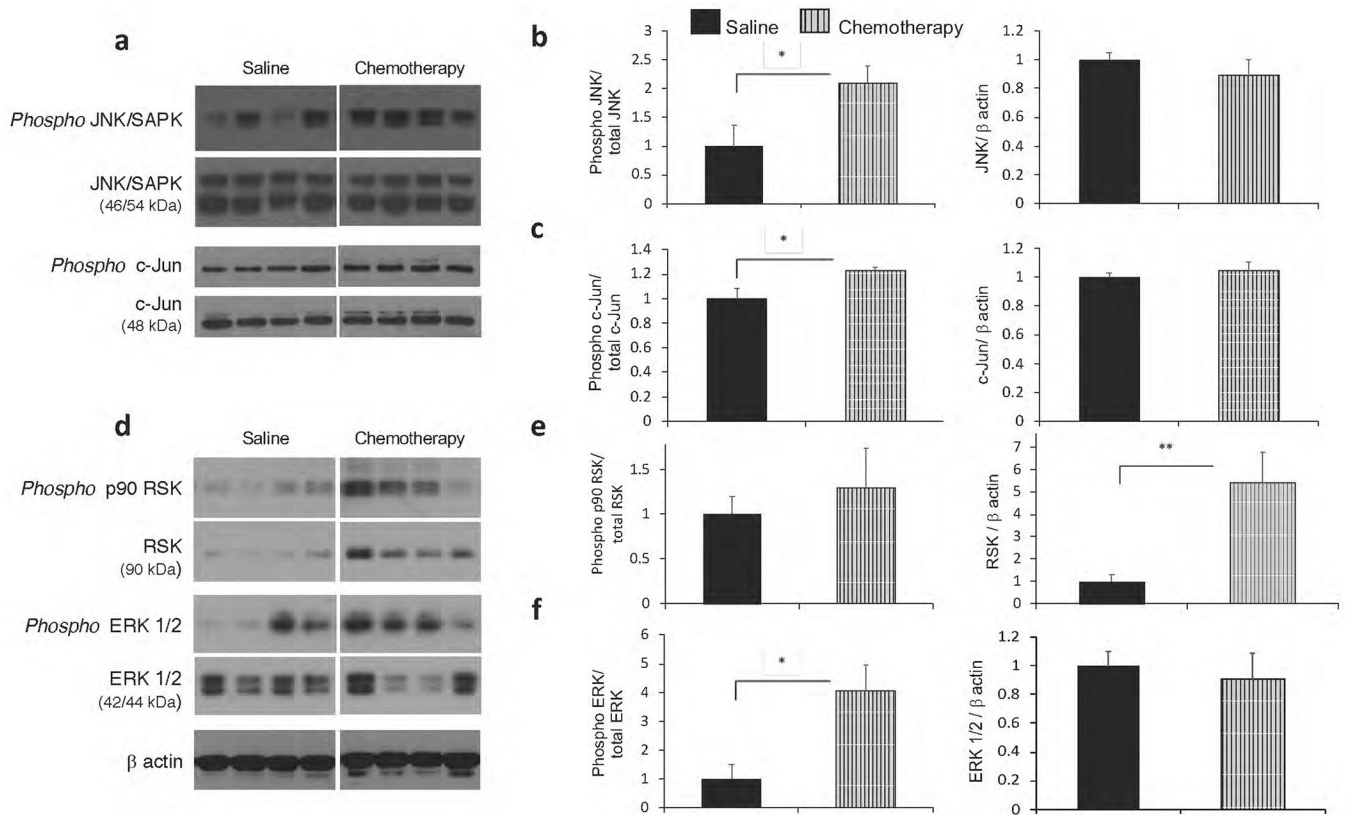 a
Saline Chemotherapy
Phospho JNK/SAPK
JNK/SAPK
(46/54 kDa)
Phospho c-Jun
c-Jun
(48 kDa)
d
Saline Chemotherapy
Phospho p90 RSK
RSK
(90 kDa)
Phospho ERK 1/2
ERK 1/2
(42/44 kDa)
β actin
Saline Chemotherapy
b
Phospho JNK/
total JNK
3
2.5
2
1.5
1
0.5
0
*
JNK/ β actin
1.2
1
0.8
0.6
0.4
0.2
0
c
Phospho c-Jun/
total c-Jun
1.4
1.2
1
0.8
0.6
0.4
0.2
0
*
c-Jun/ β actin
1.2
1
0.8
0.6
0.4
0.2
0
e
Phospho p90 RSK/
total RSK
1.5
1
0.5
0
RSK / β actin
7
6
5
4
3
2
1
0
**
f
Phospho ERK/
total ERK
6
5
4
3
2
1
0
*
ERK 1/2 / β actin
1.2
1
0.8
0.6
0.4
0.2
0